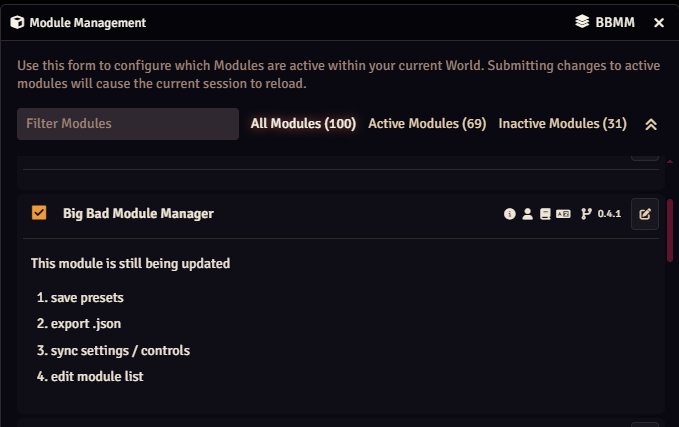 Module Management
BBMM
Use this form to configure which Modules are active within your current World. Submitting changes to active
modules will cause the current session to reload.
Filter Modules
All Modules (100)
Active Modules (69)
Inactive Modules (31)
Big Bad Module Manager
0.4.1
This module is still being updated
1. save presets
2. export .json
3. sync settings / controls
4. edit module list